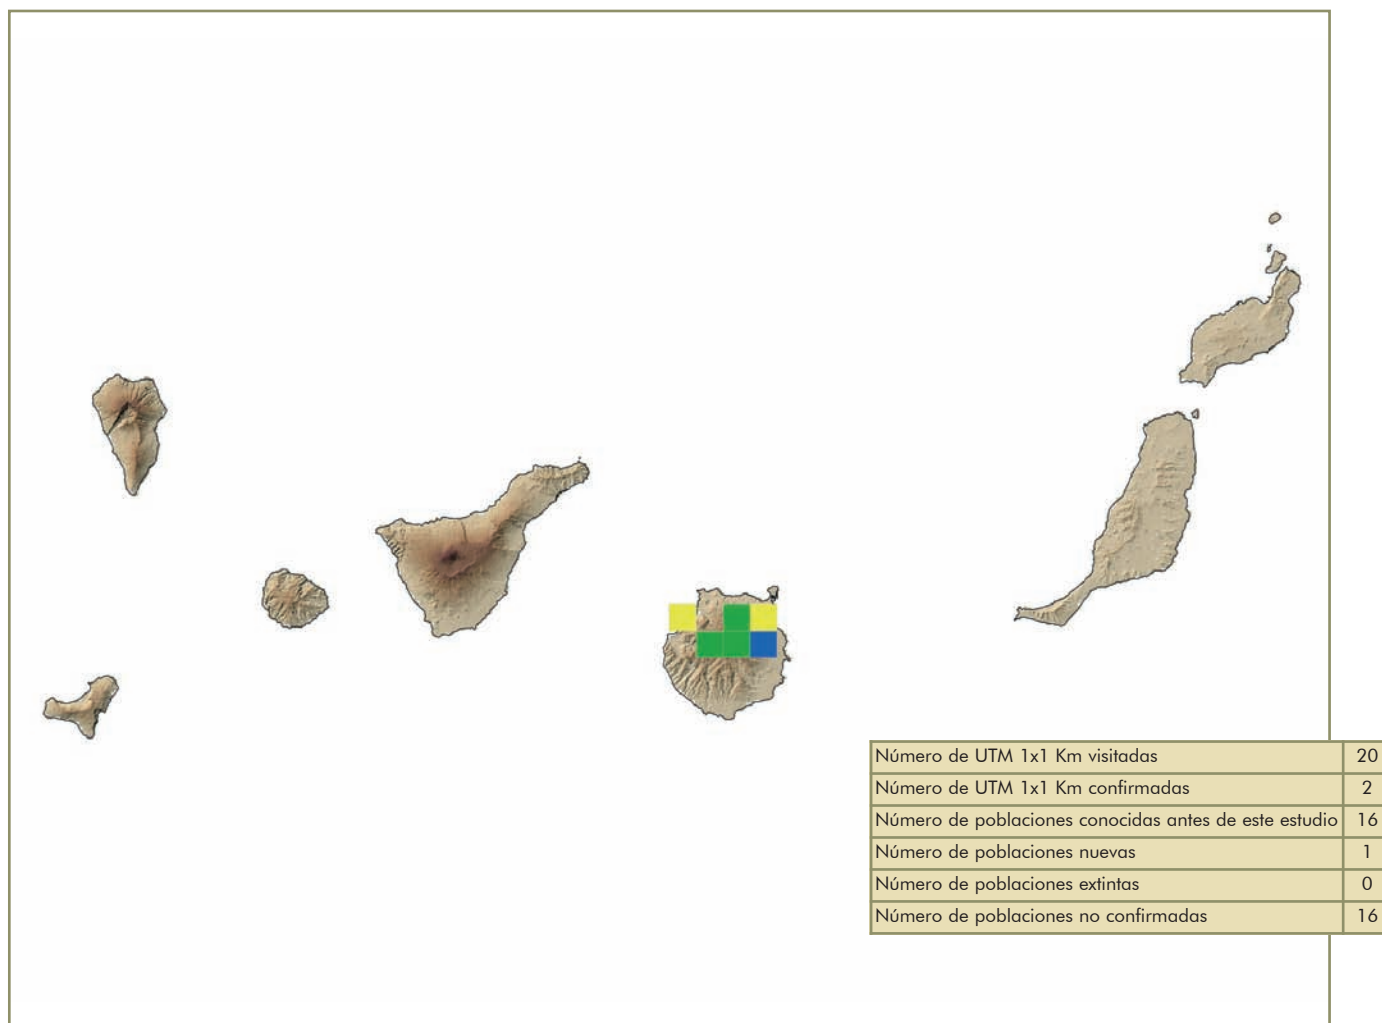 Número de UTM 1x1 Km visitadas 20
Número de UTM 1x1 Km confirmadas 2
Número de poblaciones conocidas antes de este estudio 16
Número de poblaciones nuevas 1
Número de poblaciones extintas 0
Número de poblaciones no confirmadas 16